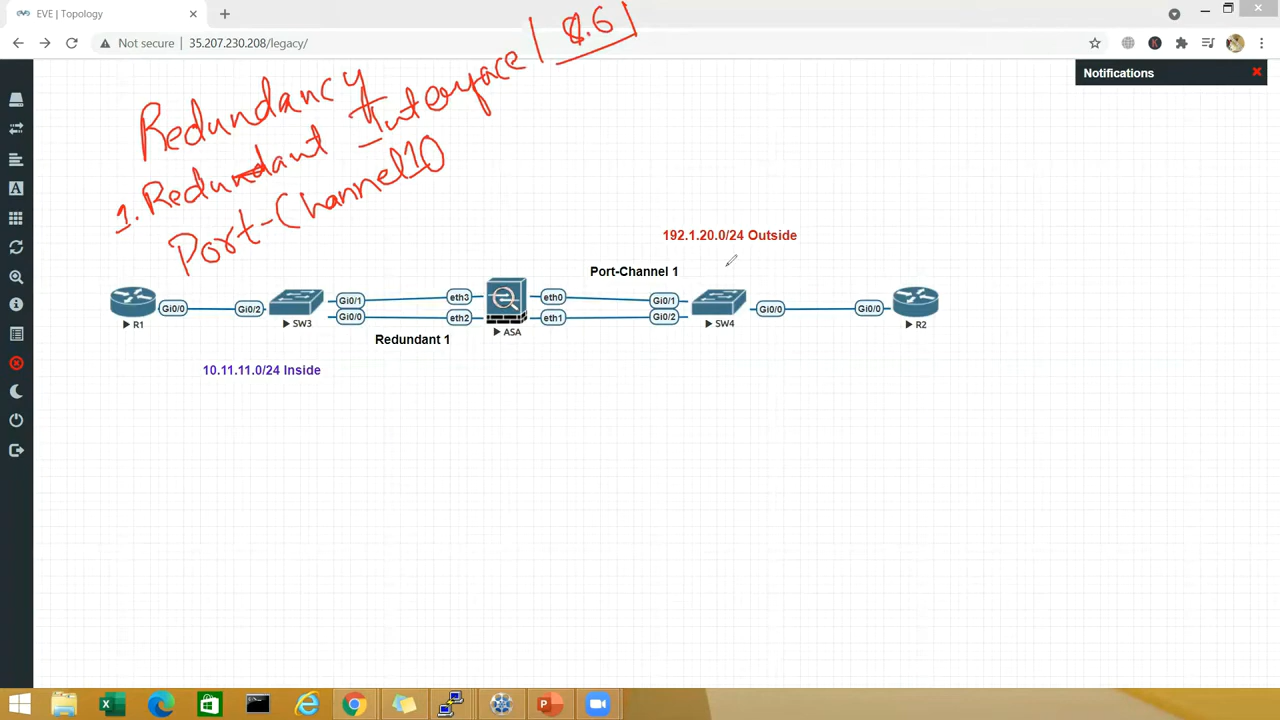 EVE | Topology
Not secure
35.207.230.208/legacy/
Notifications
Redundancy
1. Redundant Interface | 8.6 |
Port-Channel 10
192.1.20.0/24 Outside
Port-Channel 1
R1
Gi0/0
Gi0/2
SW3
Gi0/1
Gi0/0
eth3
eth2
ASA
eth0
eth1
Gi0/1
Gi0/2
SW4
Gi0/0
Gi0/0
R2
Redundant 1
10.11.11.0/24 Inside